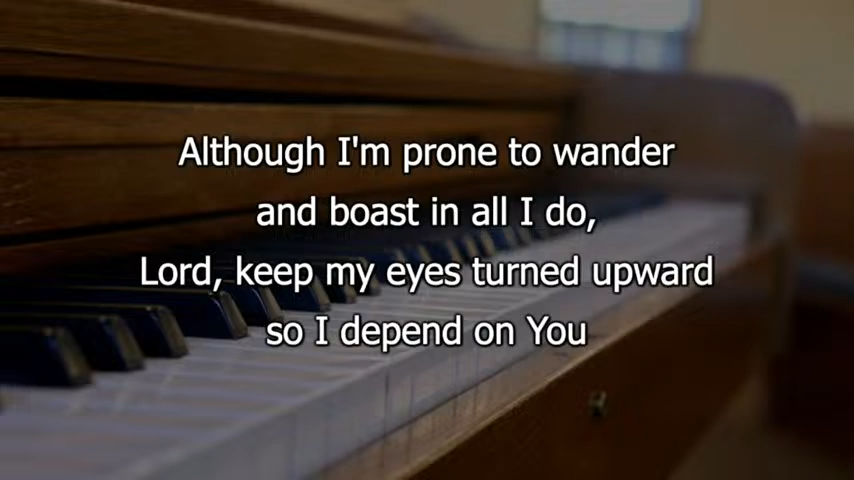 Although I'm prone to wander
and boast in all I do,
Lord, keep my eyes turned upward
so I depend on You